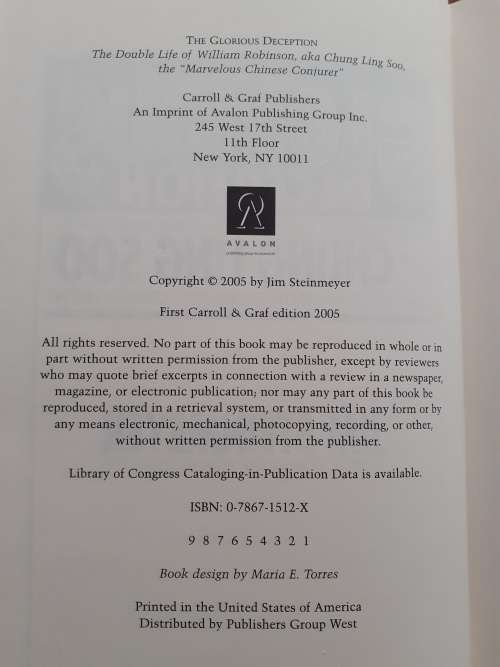 THE GLORIOUS DECEPTION
The Double Life of William Robinson, aka Chung Ling Soo,
the "Marvelous Chinese Conjurer"
Carroll & Graf Publishers
An Imprint of Avalon Publishing Group Inc.
245 West 17th Street
11th Floor
New York, NY 10011
AVALON
Copyright © 2005 by Jim Steinmeyer
First Carroll & Graf edition 2005
All rights reserved. No part of this book may be reproduced in whole or in
part without written permission from the publisher, except by reviewers
who may quote brief excerpts in connection with a review in a newspaper,
magazine, or electronic publication; nor may any part of this book be
reproduced, stored in a retrieval system, or transmitted in any form or by
any means electronic, mechanical, photocopying, recording, or other,
without written permission from the publisher.
Library of Congress Cataloging-in-Publication Data is available.
ISBN: 0-7867-1512-X
9 8 7 6 5 4 3 2 1
Book design by Maria E. Torres
Printed in the United States of America
Distributed by Publishers Group West